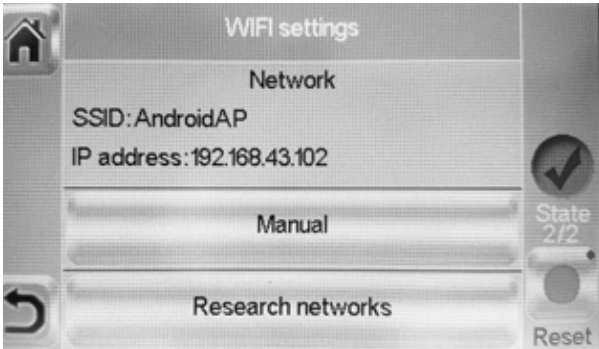 WIFI settings
Network
SSID:AndroidAP
IP address:192.168.43.102
Manual
State
2/2
Research networks
Reset